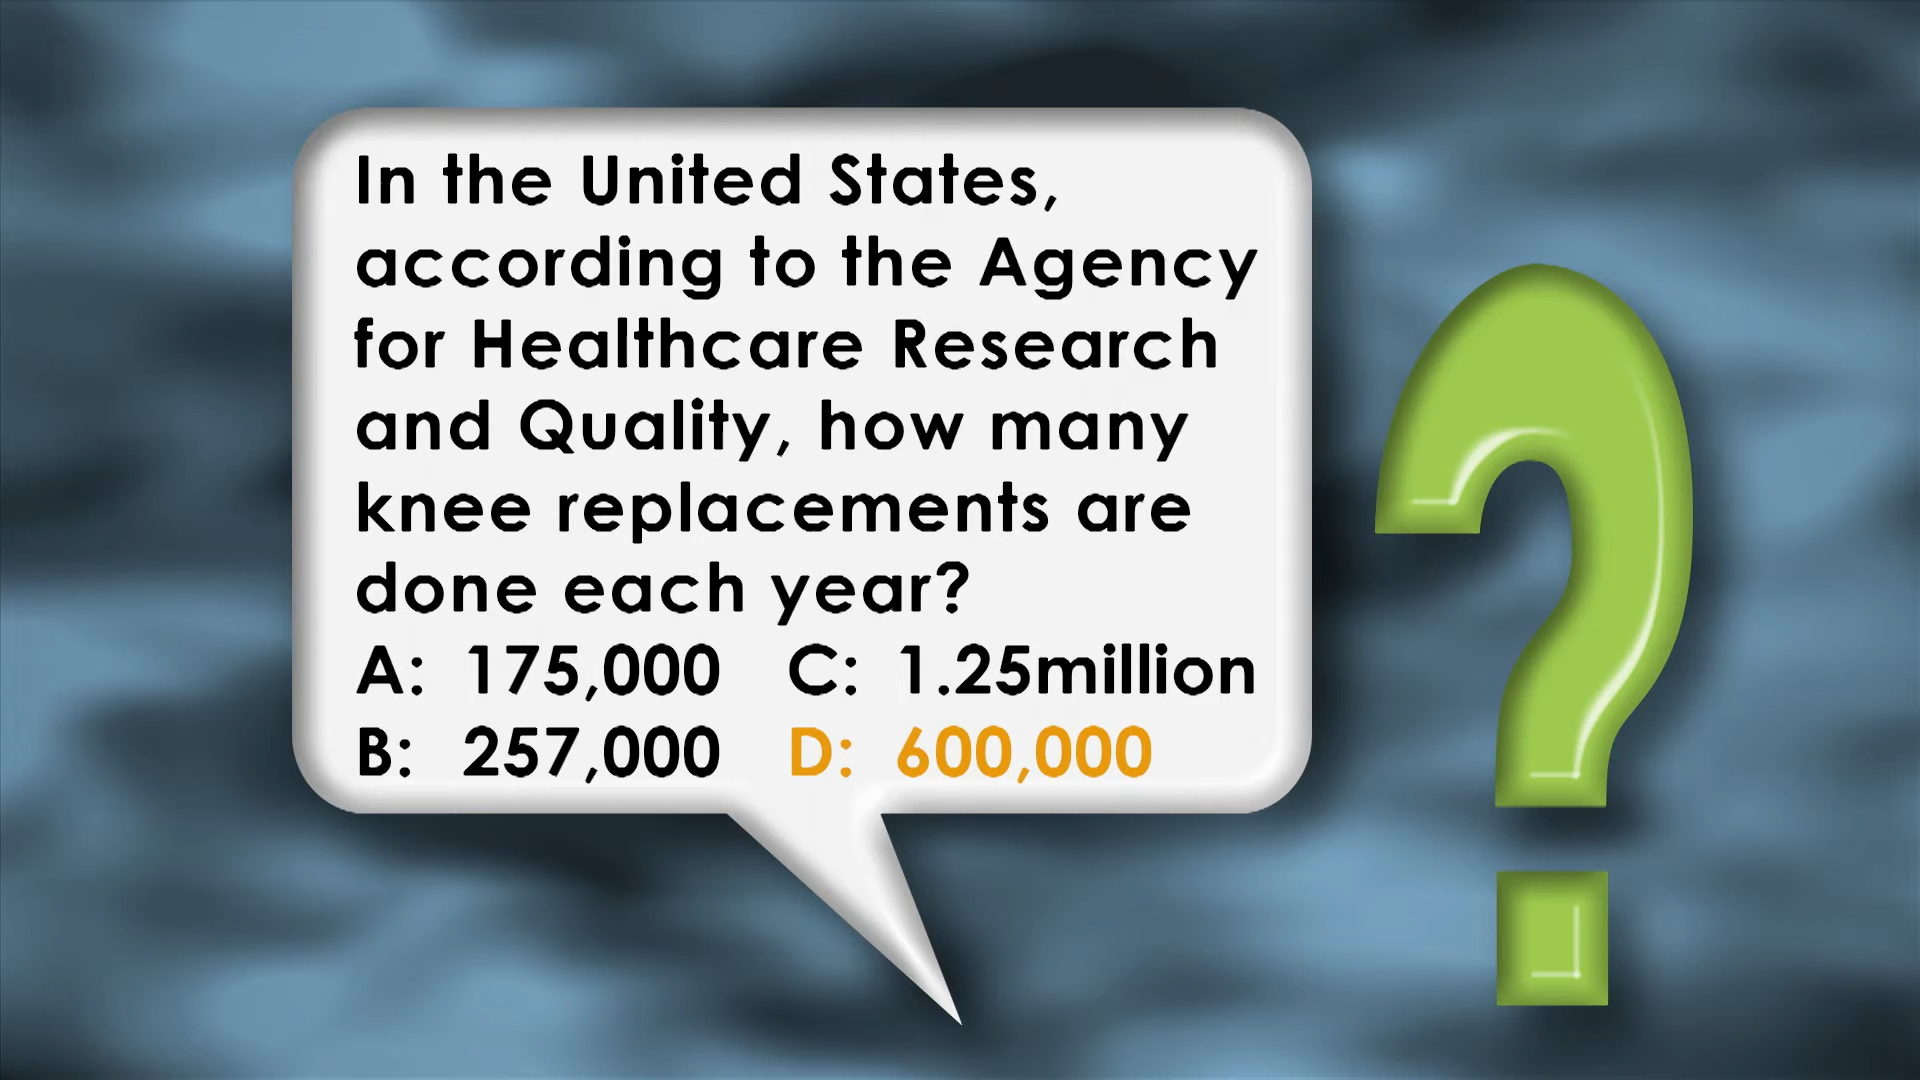 In the United States,
according to the Agency
for Healthcare Research
and Quality, how many
knee replacements are
done each year?
A: 175,000 C: 1.25million
B: 257,000 D: 600,000
?